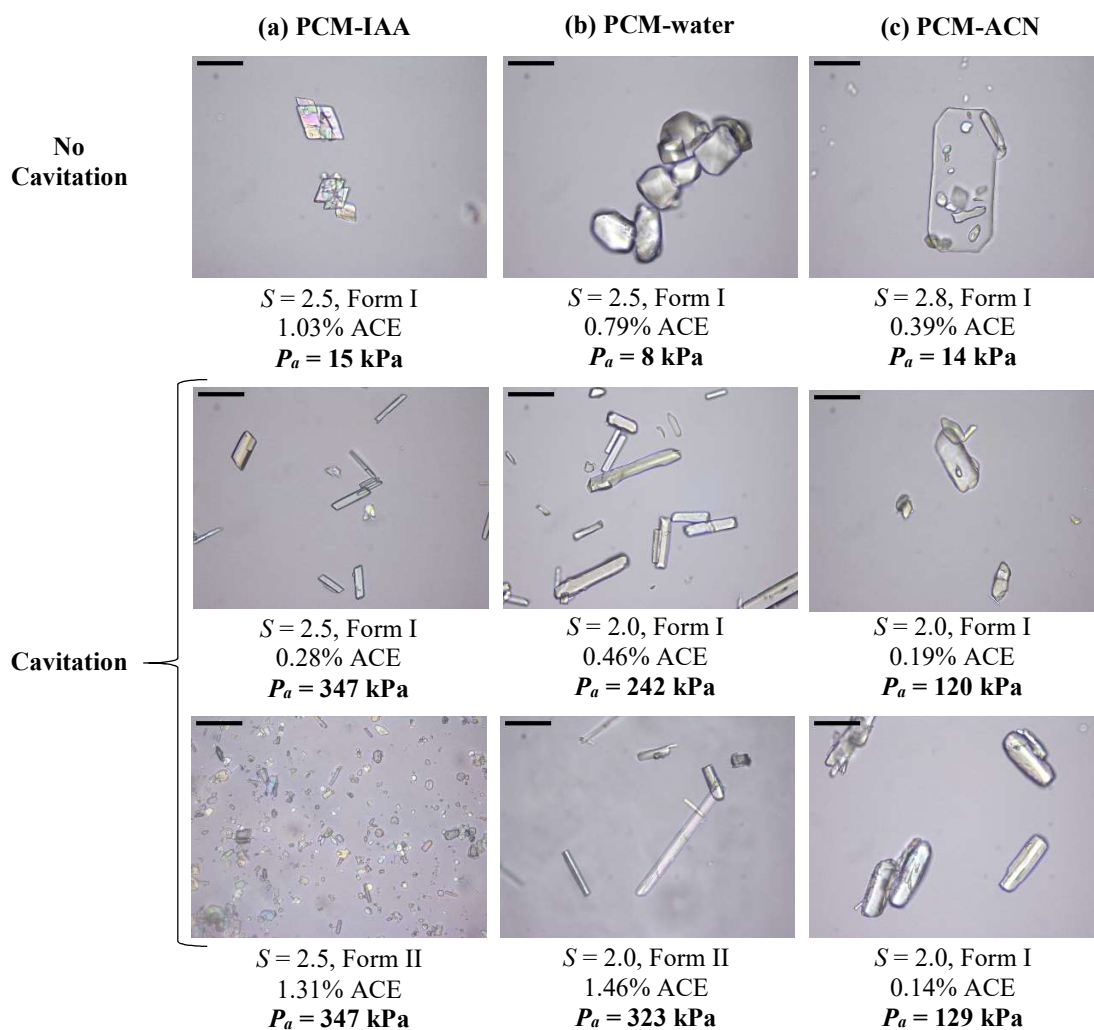 (a) PCM-IAA (b) PCM-water (c) PCM-ACN
No
Cavitation
S = 2.5, Form I
1.03% ACE
Pa = 15 kPa
S = 2.5, Form I
0.79% ACE
Pa = 8 kPa
S = 2.8, Form I
0.39% ACE
Pa = 14 kPa
Cavitation
S = 2.5, Form I
0.28% ACE
Pa = 347 kPa
S = 2.0, Form I
0.46% ACE
Pa = 242 kPa
S = 2.0, Form I
0.19% ACE
Pa = 120 kPa
S = 2.5, Form II
1.31% ACE
Pa = 347 kPa
S = 2.0, Form II
1.46% ACE
Pa = 323 kPa
S = 2.0, Form I
0.14% ACE
Pa = 129 kPa